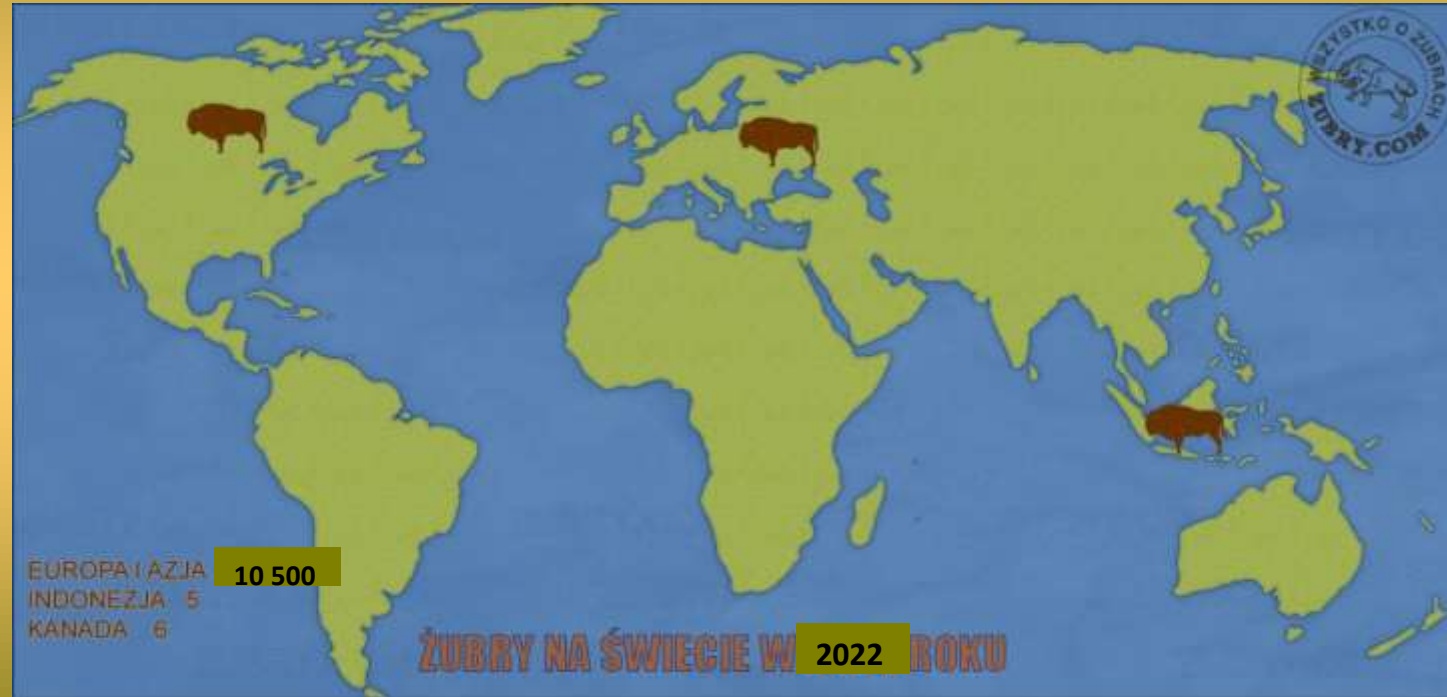 WSZYSTKO O ŻUBRACH
ŻUBRY.COM
EUROPA I AZJA 10 500
INDONEZJA 5
KANADA 6
ŻUBRY NA ŚWIECIE W 2022 ROKU